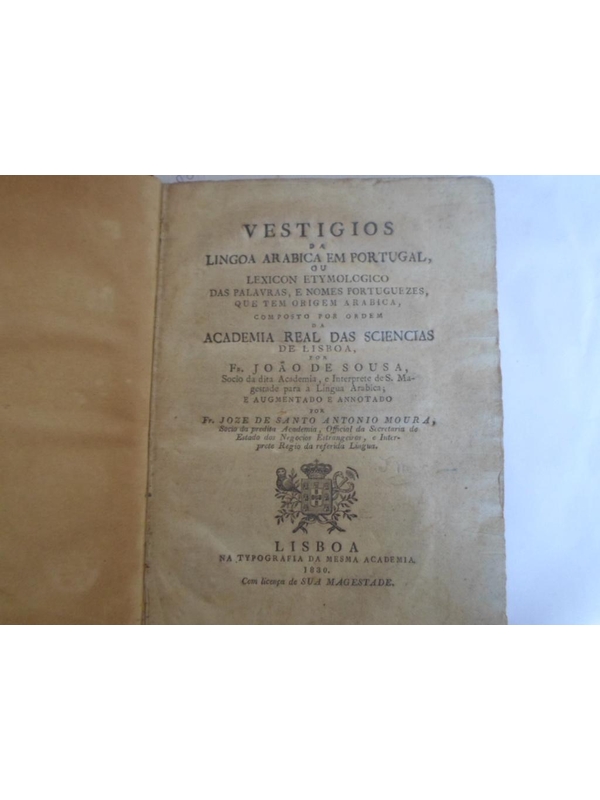 VESTIGIOS
DA
LINGOA ARABICA EM PORTUGAL,
OU
LEXICON ETYMOLOGICO
DAS PALAVRAS, E NOMES PORTUGUEZES,
QUE TEM ORIGEM ARABICA,
COMPOSTO POR ORDEM
DA
ACADEMIA REAL DAS SCIENCIAS
DE LISBOA,
POR
FR. JOÃO DE SOUSA,
Socio da dita Academia, e Interprete de S. Ma-
gestade para a Lingua Arabica;
E AUGMENTADO E ANNOTADO
POR
FR. JOZE DE SANTO ANTONIO MOURA,
Socio da predita Academia, Official da Secretaria de
Estado dos Negocios Estrangeiros, e Inter-
prete Regio da referida Lingua.
LISBOA
NA TYPOGRAFIA DA MESMA ACADEMIA.
1830.
Com licença de SUA MAGESTADE.